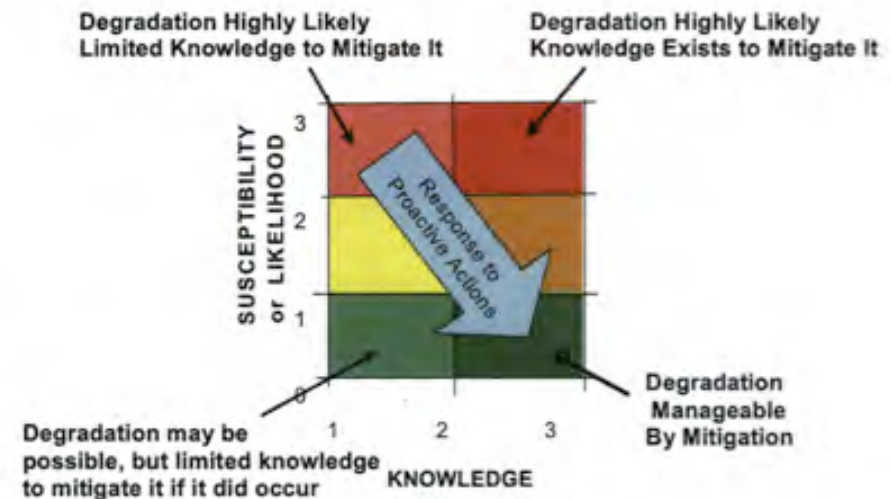 Degradation Highly Likely
Limited Knowledge to Mitigate It
Degradation Highly Likely
Knowledge Exists to Mitigate It
SUSCEPTIBILITY
or LIKELIHOOD
3
2
1
0
Response to
Proactive Actions
1 2 3
KNOWLEDGE
Degradation may be
possible, but limited knowledge
to mitigate it if it did occur
Degradation
Manageable
By Mitigation